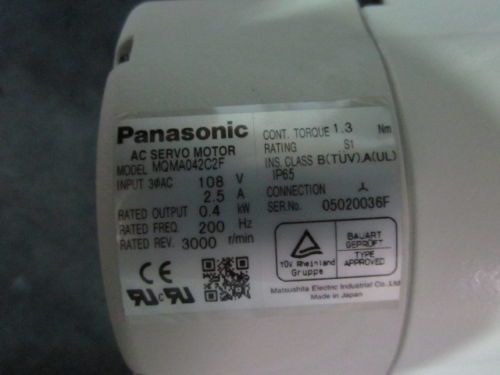 Panasonic
AC SERVO MOTOR
MODEL MQMA042C2F
INPUT 3ØAC 108 V
2.5 A
RATED OUTPUT 0.4 kW
RATED FREQ. 200 Hz
RATED REV. 3000 r/min
CE
CONT. TORQUE 1.3 Nm
RATING S1
INS. CLASS B(TÜV),A(UL)
IP65
CONNECTION 人
SER.No. 05020036F
TÜV Rheinland
Gruppe
BAUART
GEPRÜFT
TYPE
APPROVED
Matsushita Electric Industrial Co.,Ltd
Made in Japan